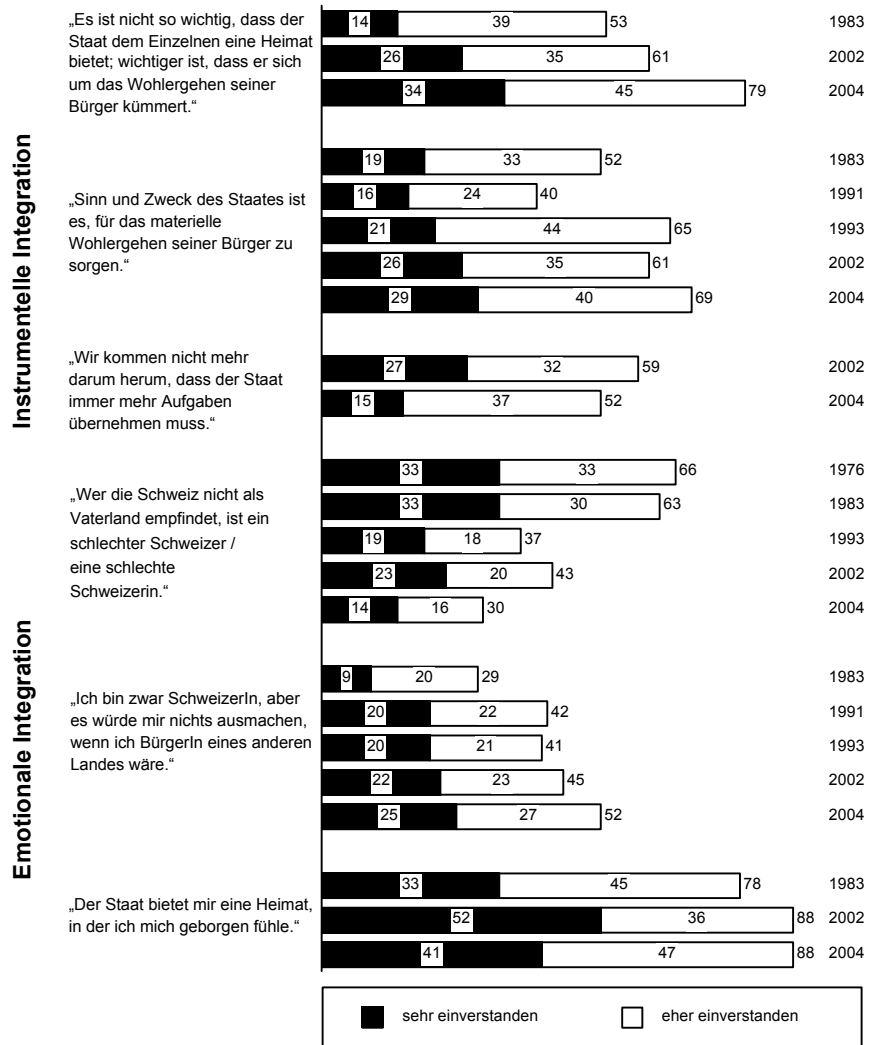 Instrumentelle Integration
„Es ist nicht so wichtig, dass der
Staat dem Einzelnen eine Heimat
bietet; wichtiger ist, dass er sich
um das Wohlergehen seiner
Bürger kümmert.“
14 39 53 1983
26 35 61 2002
34 45 79 2004
„Sinn und Zweck des Staates ist
es, für das materielle
Wohlergehen seiner Bürger zu
sorgen.“
19 33 52 1983
16 24 40 1991
21 44 65 1993
26 35 61 2002
29 40 69 2004
„Wir kommen nicht mehr
darum herum, dass der Staat
immer mehr Aufgaben
übernehmen muss.“
27 32 59 2002
15 37 52 2004
Emotionale Integration
„Wer die Schweiz nicht als
Vaterland empfindet, ist ein
schlechter Schweizer /
eine schlechte
Schweizerin.“
33 33 66 1976
33 30 63 1983
19 18 37 1993
23 20 43 2002
14 16 30 2004
„Ich bin zwar SchweizerIn, aber
es würde mir nichts ausmachen,
wenn ich BürgerIn eines anderen
Landes wäre.“
9 20 29 1983
20 22 42 1991
20 21 41 1993
22 23 45 2002
25 27 52 2004
„Der Staat bietet mir eine Heimat,
in der ich mich geborgen fühle.“
33 45 78 1983
52 36 88 2002
41 47 88 2004
sehr einverstanden eher einverstanden